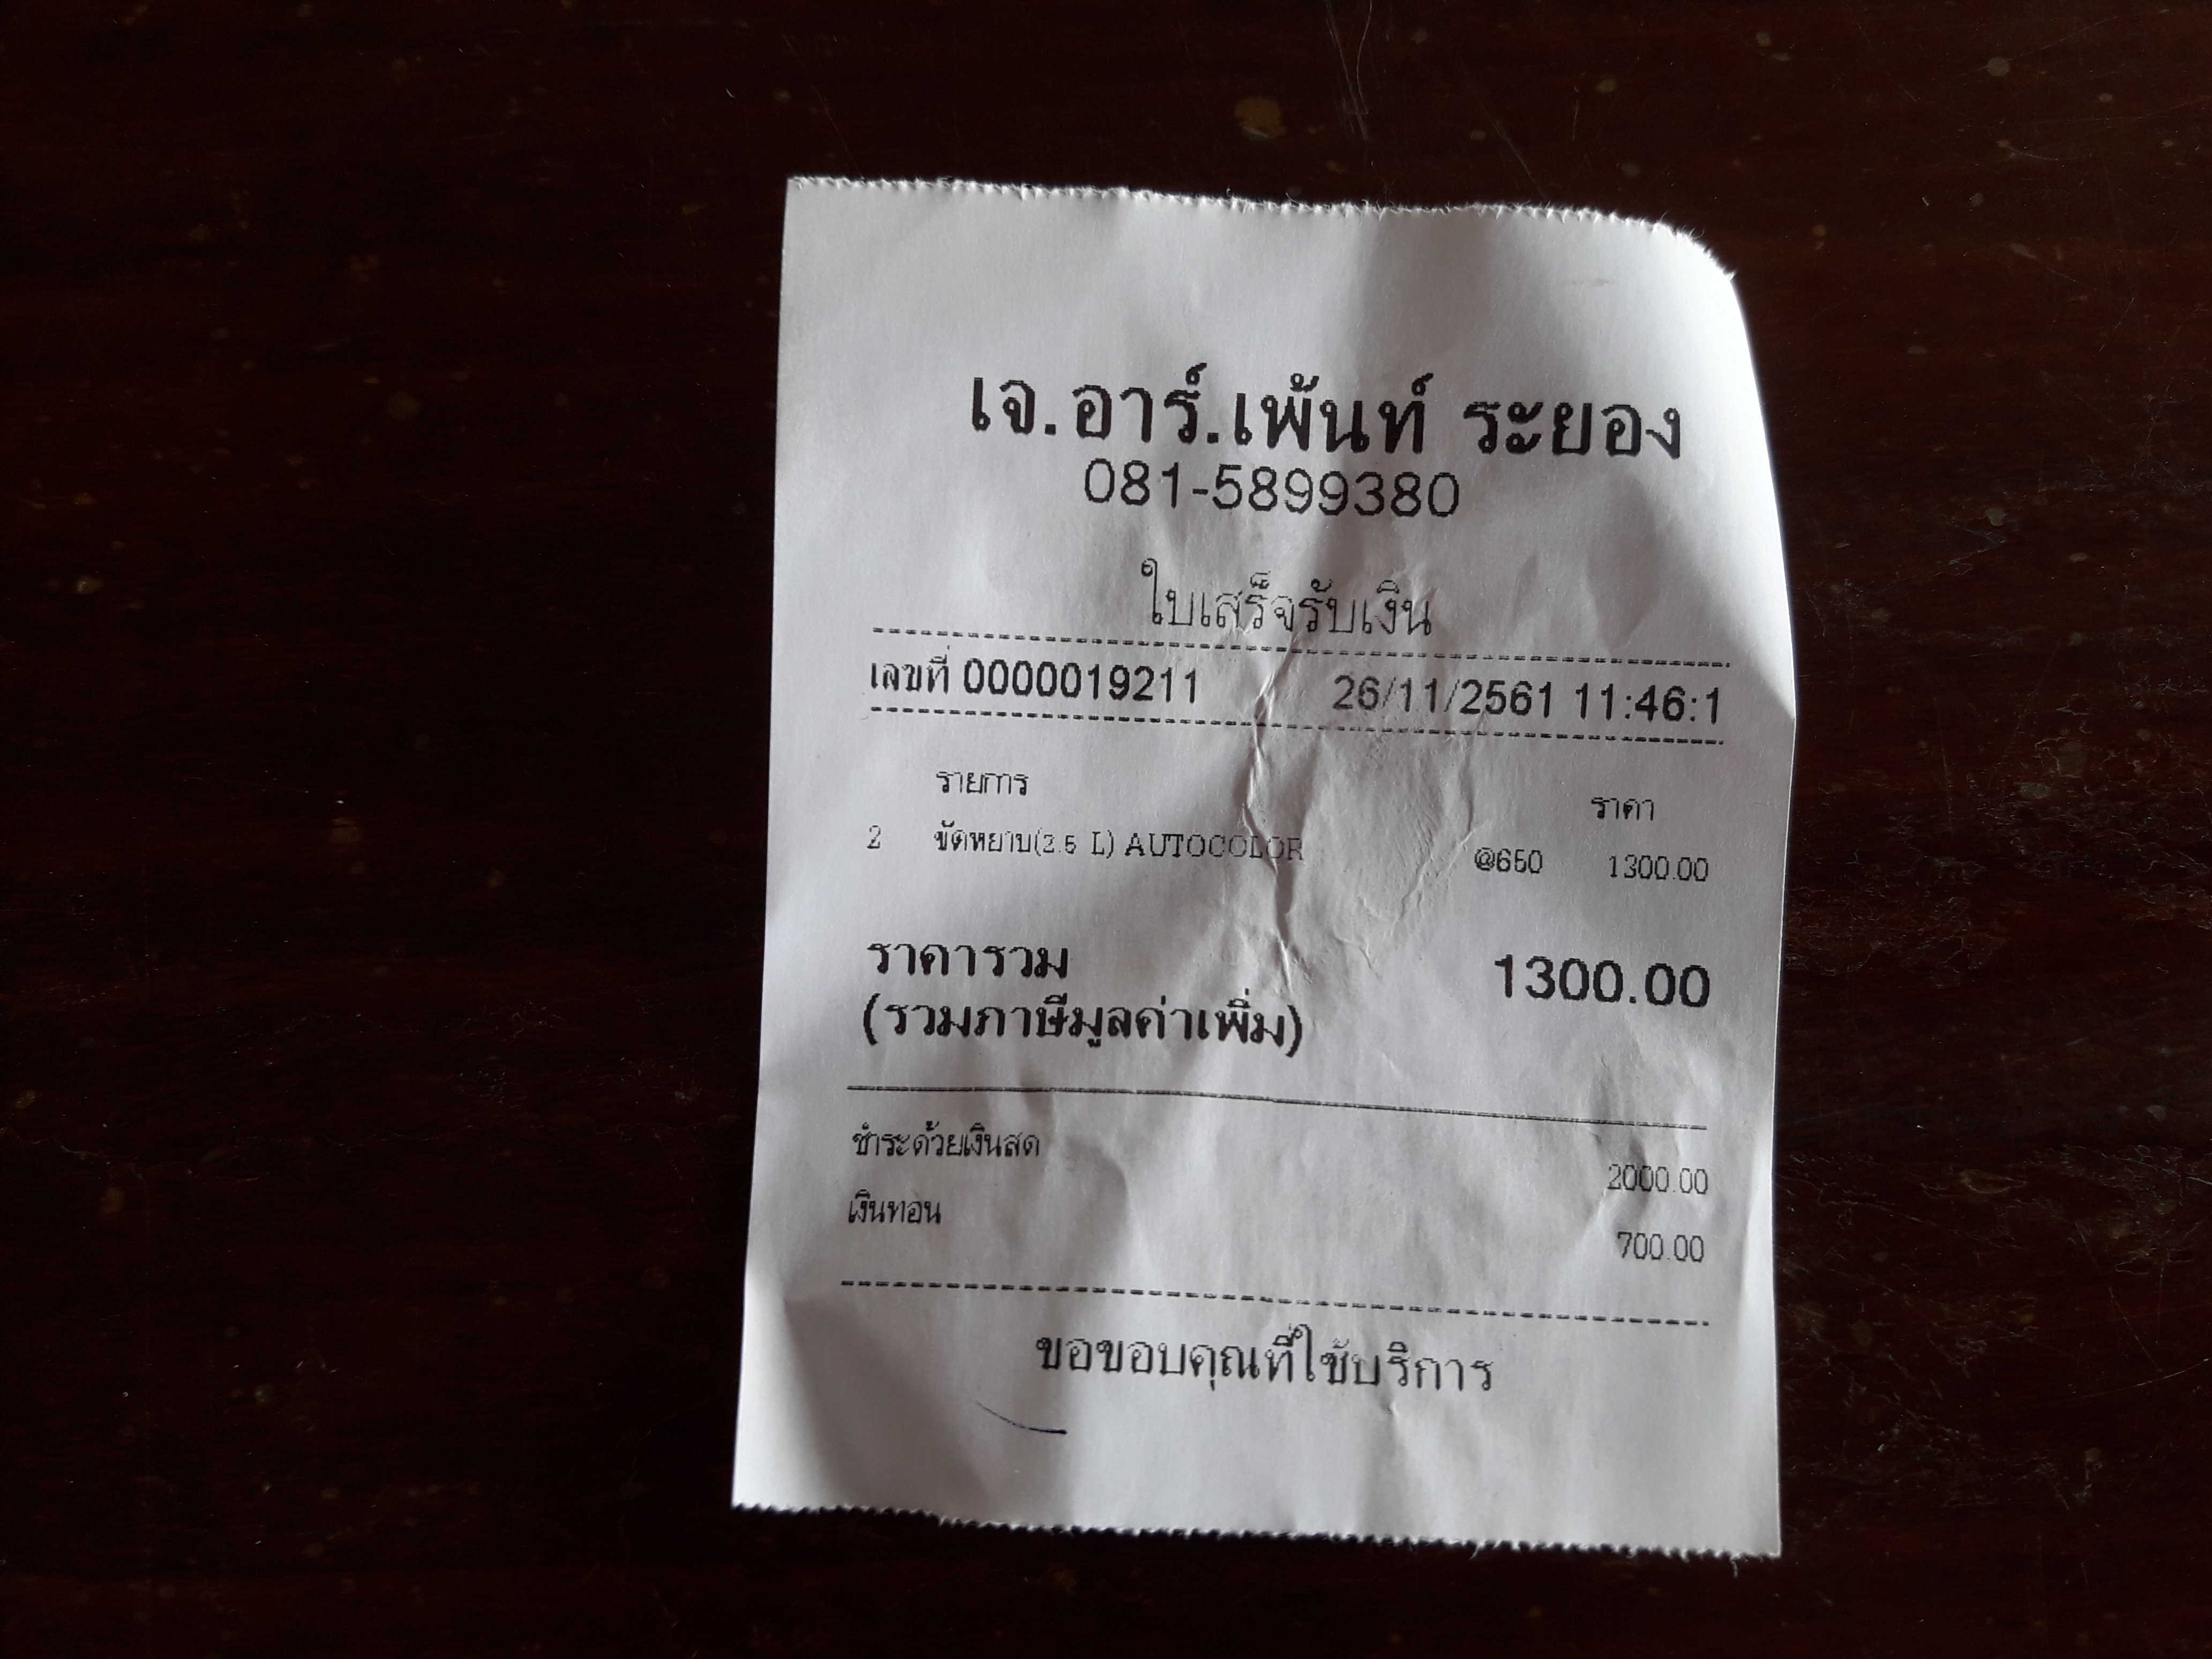 เจ.อาร์.เพ้นท์ ระยอง
081-5899380
ใบเสร็จรับเงิน
เลขที่ 0000019211 26/11/2561 11:46:1
รายการ ราคา
2 ขัดหยาบ(3.5 L) AUTOCOLOR @650 1300.00
ราคารวม 1300.00
(รวมภาษีมูลค่าเพิ่ม)
ชำระด้วยเงินสด 2000.00
เงินทอน 700.00
ขอขอบคุณที่ใช้บริการ